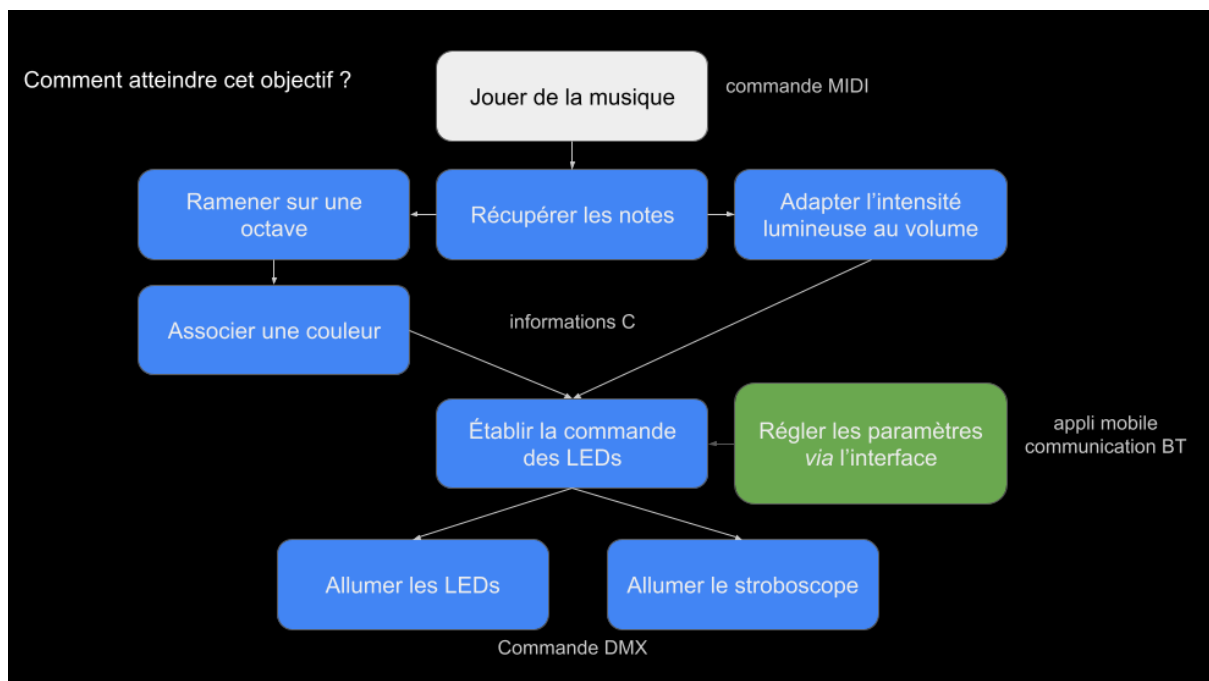 Comment atteindre cet objectif ?
Jouer de la musique
commande MIDI
Ramener sur une
octave
Récupérer les notes
Adapter l’intensité
lumineuse au volume
Associer une couleur
informations C
Établir la commande
des LEDs
Régler les paramètres
via l’interface
appli mobile
communication BT
Allumer les LEDs
Allumer le stroboscope
Commande DMX